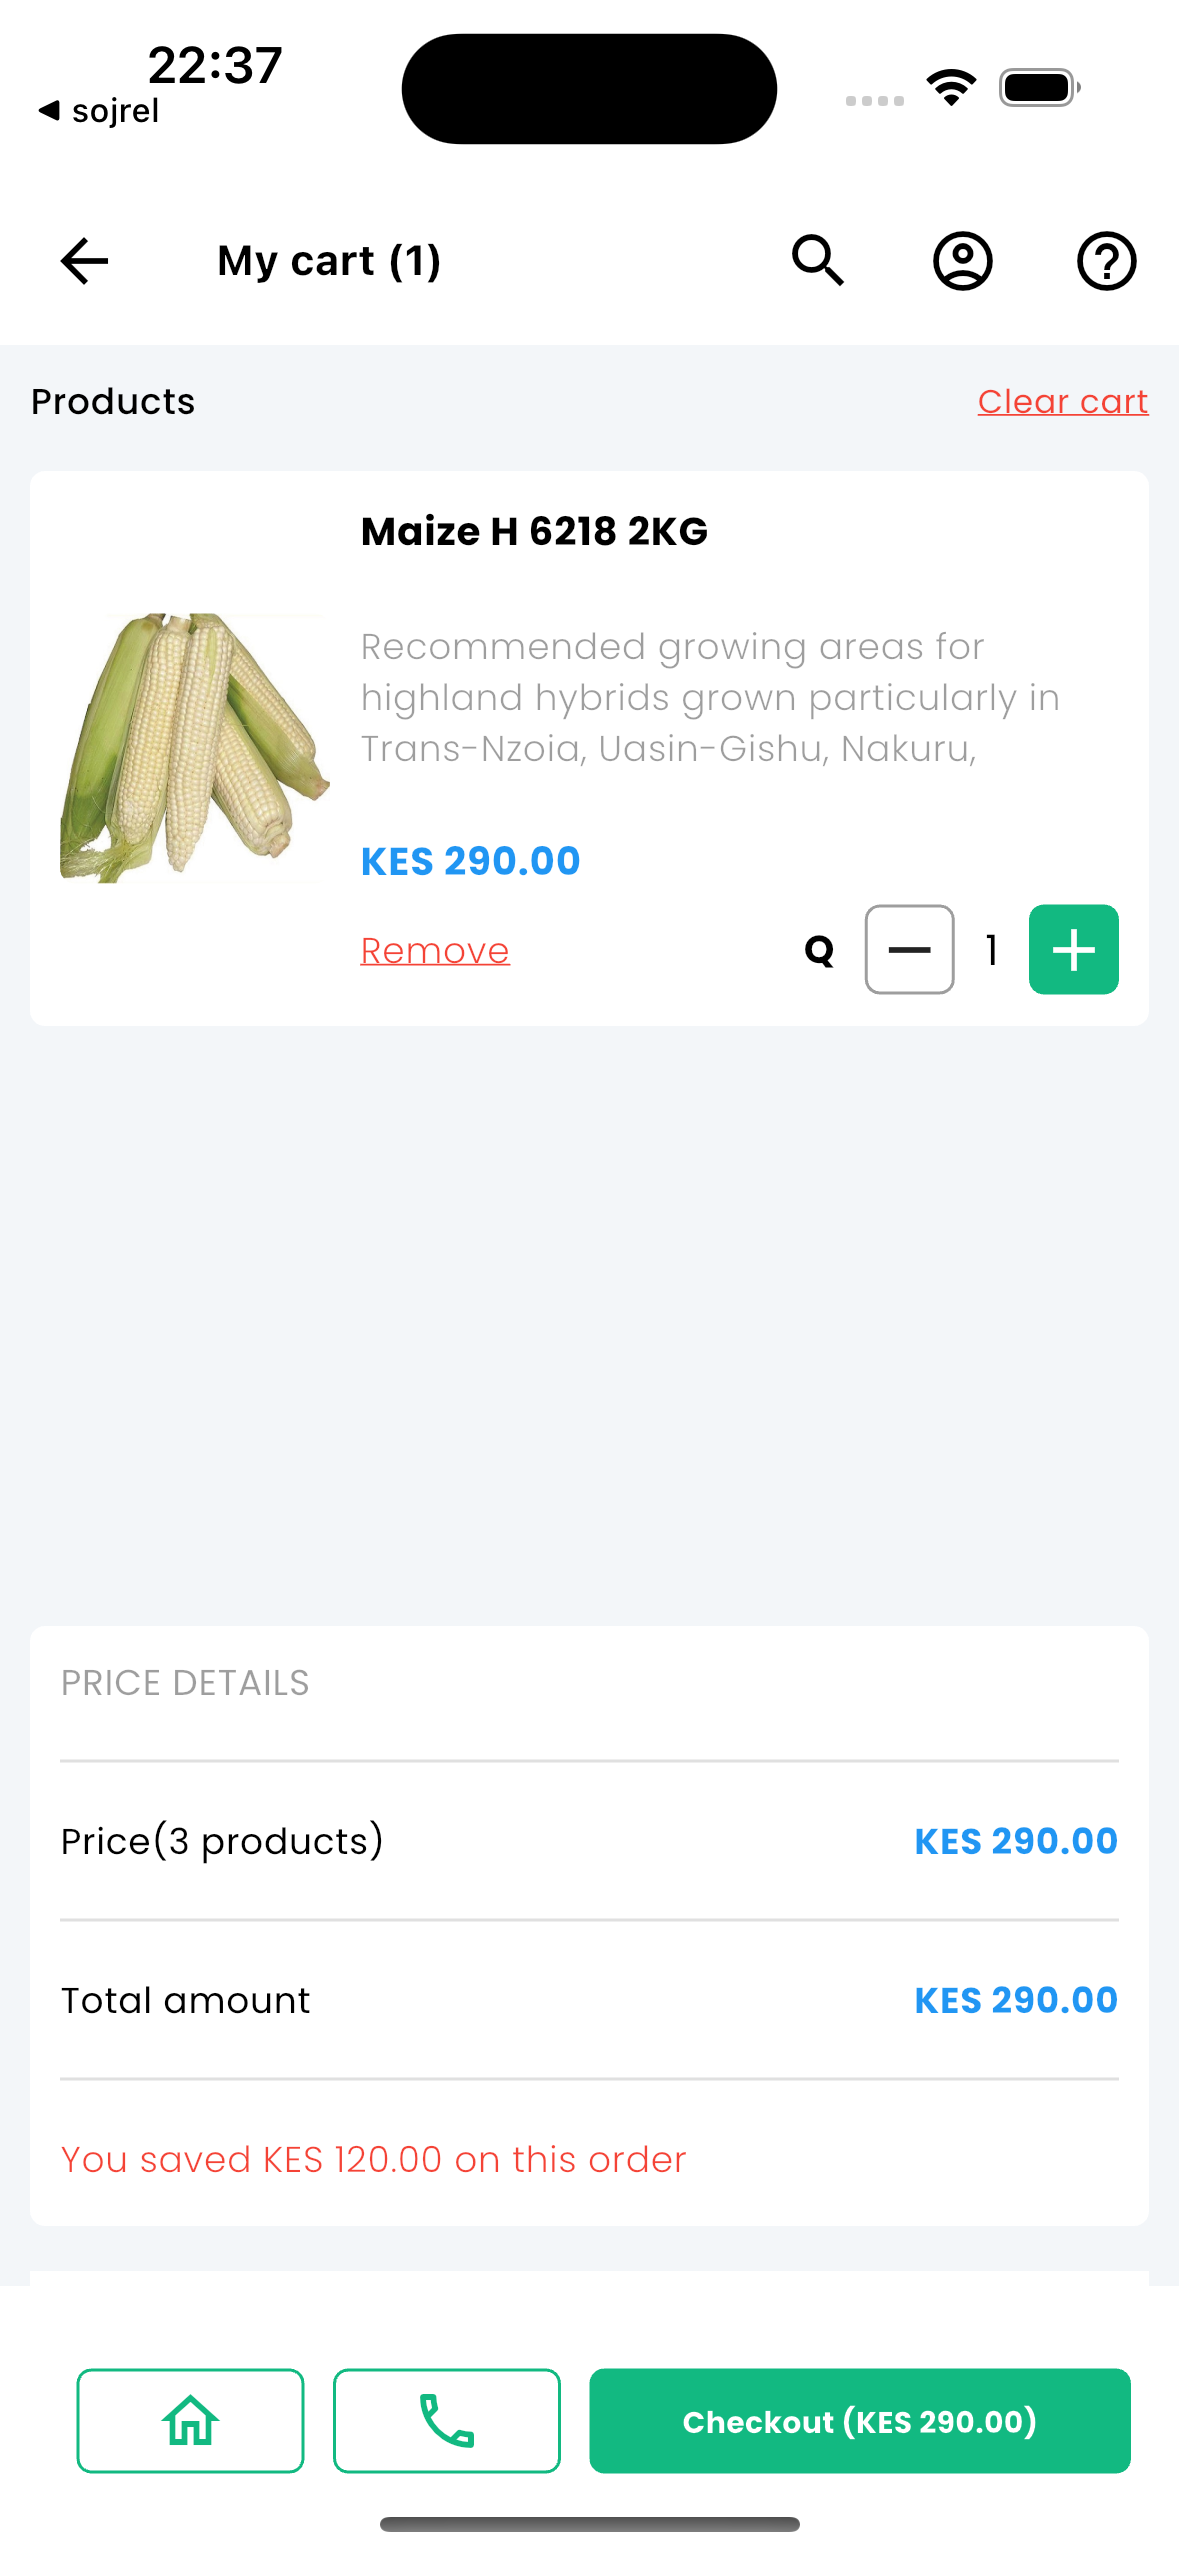 22:37
sojrel
My cart (1)
Products
Clear cart
Maize H 6218 2KG
Recommended growing areas for
highland hybrids grown particularly in
Trans-Nzoia, Uasin-Gishu, Nakuru,
KES 290.00
Remove
Q
1
PRICE DETAILS
Price(3 products)
KES 290.00
Total amount
KES 290.00
You saved KES 120.00 on this order
Checkout (KES 290.00)